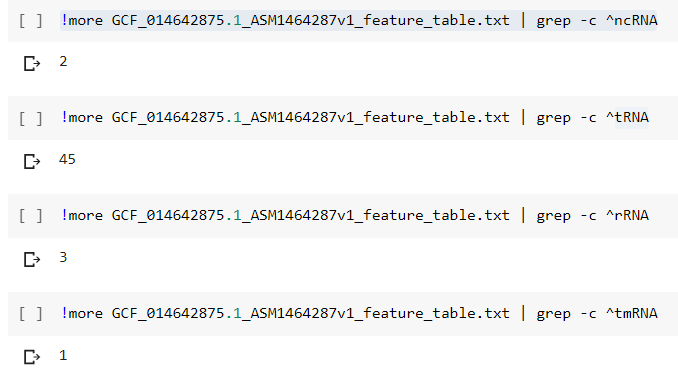 [ ] !more GCF_014642875.1_ASM1464287v1_feature_table.txt | grep -c ^ncRNA
2
[ ] !more GCF_014642875.1_ASM1464287v1_feature_table.txt | grep -c ^tRNA
45
[ ] !more GCF_014642875.1_ASM1464287v1_feature_table.txt | grep -c ^rRNA
3
[ ] !more GCF_014642875.1_ASM1464287v1_feature_table.txt | grep -c ^tmRNA
1